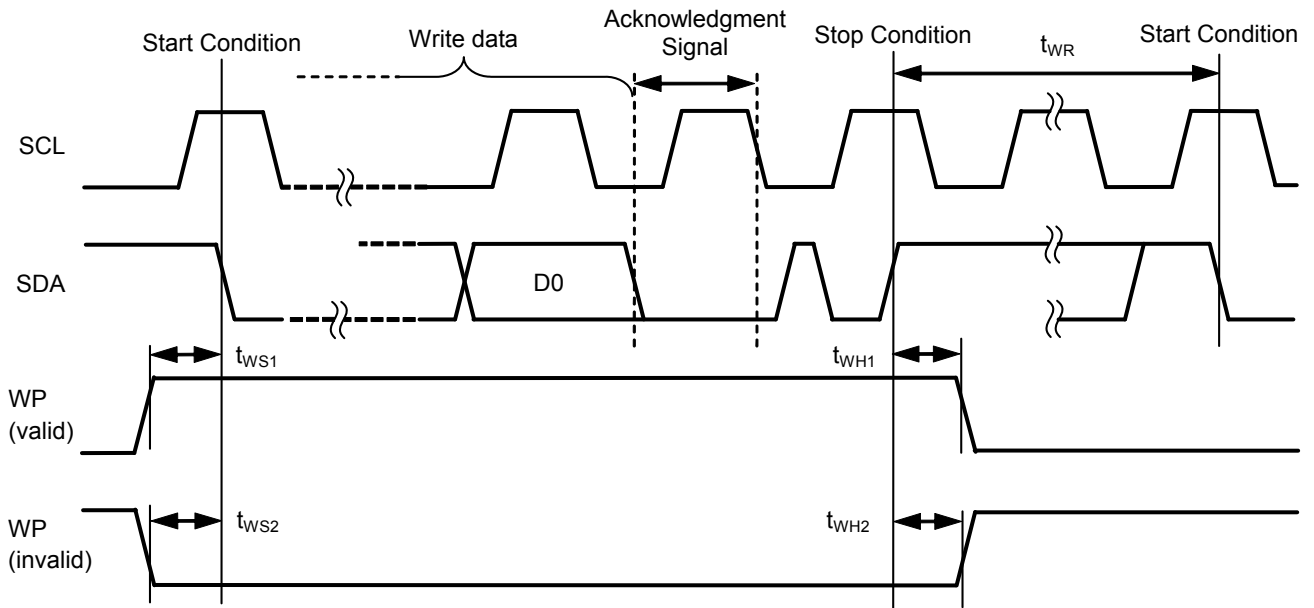 Start Condition
Write data
Acknowledgment
Signal
Stop Condition
tWR
Start Condition
SCL
SDA
D0
tWS1
tWH1
WP
(valid)
tWS2
tWH2
WP
(invalid)